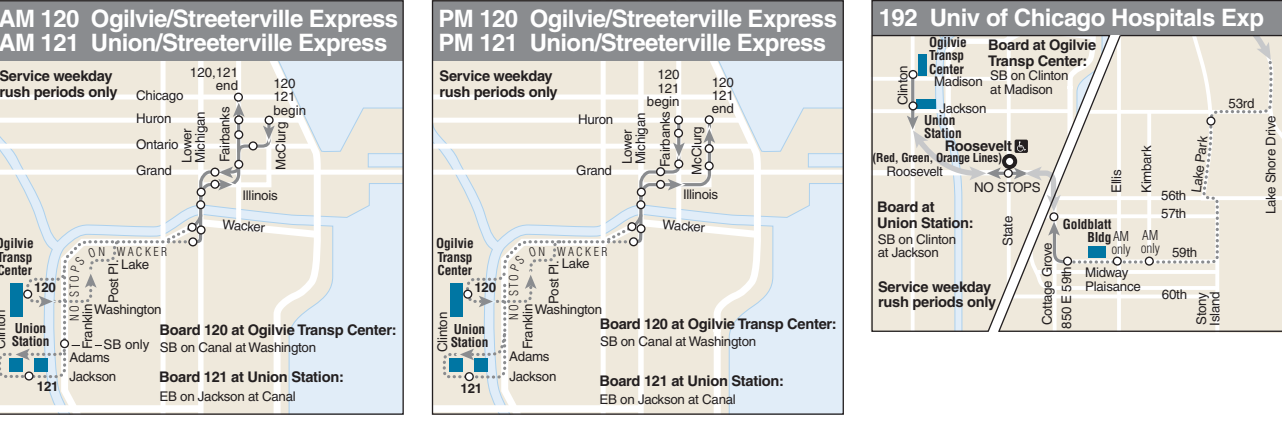 AM 120 Ogilvie/Streeterville Express
AM 121 Union/Streeterville Express
Service weekday
rush periods only
120,121
end
120
121
begin
Chicago
Huron
Ontario
Grand
Lower
Michigan
Fairbanks
McClurg
Illinois
Wacker
Ogilvie
Transp
Center
120
NO STOPS ON WACKER
Lake
Post Pl.
Washington
Franklin
Clinton
Union
Station
SB only
Adams
Jackson
121
Board 120 at Ogilvie Transp Center:
SB on Canal at Washington
Board 121 at Union Station:
EB on Jackson at Canal
PM 120 Ogilvie/Streeterville Express
PM 121 Union/Streeterville Express
Service weekday
rush periods only
120
121
begin
120
121
end
Huron
Grand
Lower
Michigan
Fairbanks
McClurg
Illinois
Wacker
Ogilvie
Transp
Center
120
NO STOPS ON WACKER
Lake
Post Pl.
Washington
Franklin
Clinton
Union
Station
Adams
Jackson
121
Board 120 at Ogilvie Transp Center:
SB on Canal at Washington
Board 121 at Union Station:
EB on Jackson at Canal
192 Univ of Chicago Hospitals Exp
Ogilvie
Transp
Center
Madison
Clinton
Jackson
Union
Station
Board at Ogilvie
Transp Center:
SB on Clinton
at Madison
Roosevelt
(Red, Green, Orange Lines)
Roosevelt
NO STOPS
State
Board at
Union Station:
SB on Clinton
at Jackson
Service weekday
rush periods only
53rd
Lake Park
Lake Shore Drive
Ellis
Kimbark
56th
57th
Goldblatt
Bldg
AM
only
AM
only
59th
Midway
Plaisance
60th
Cottage Grove
850 E 59th
Stony
Island